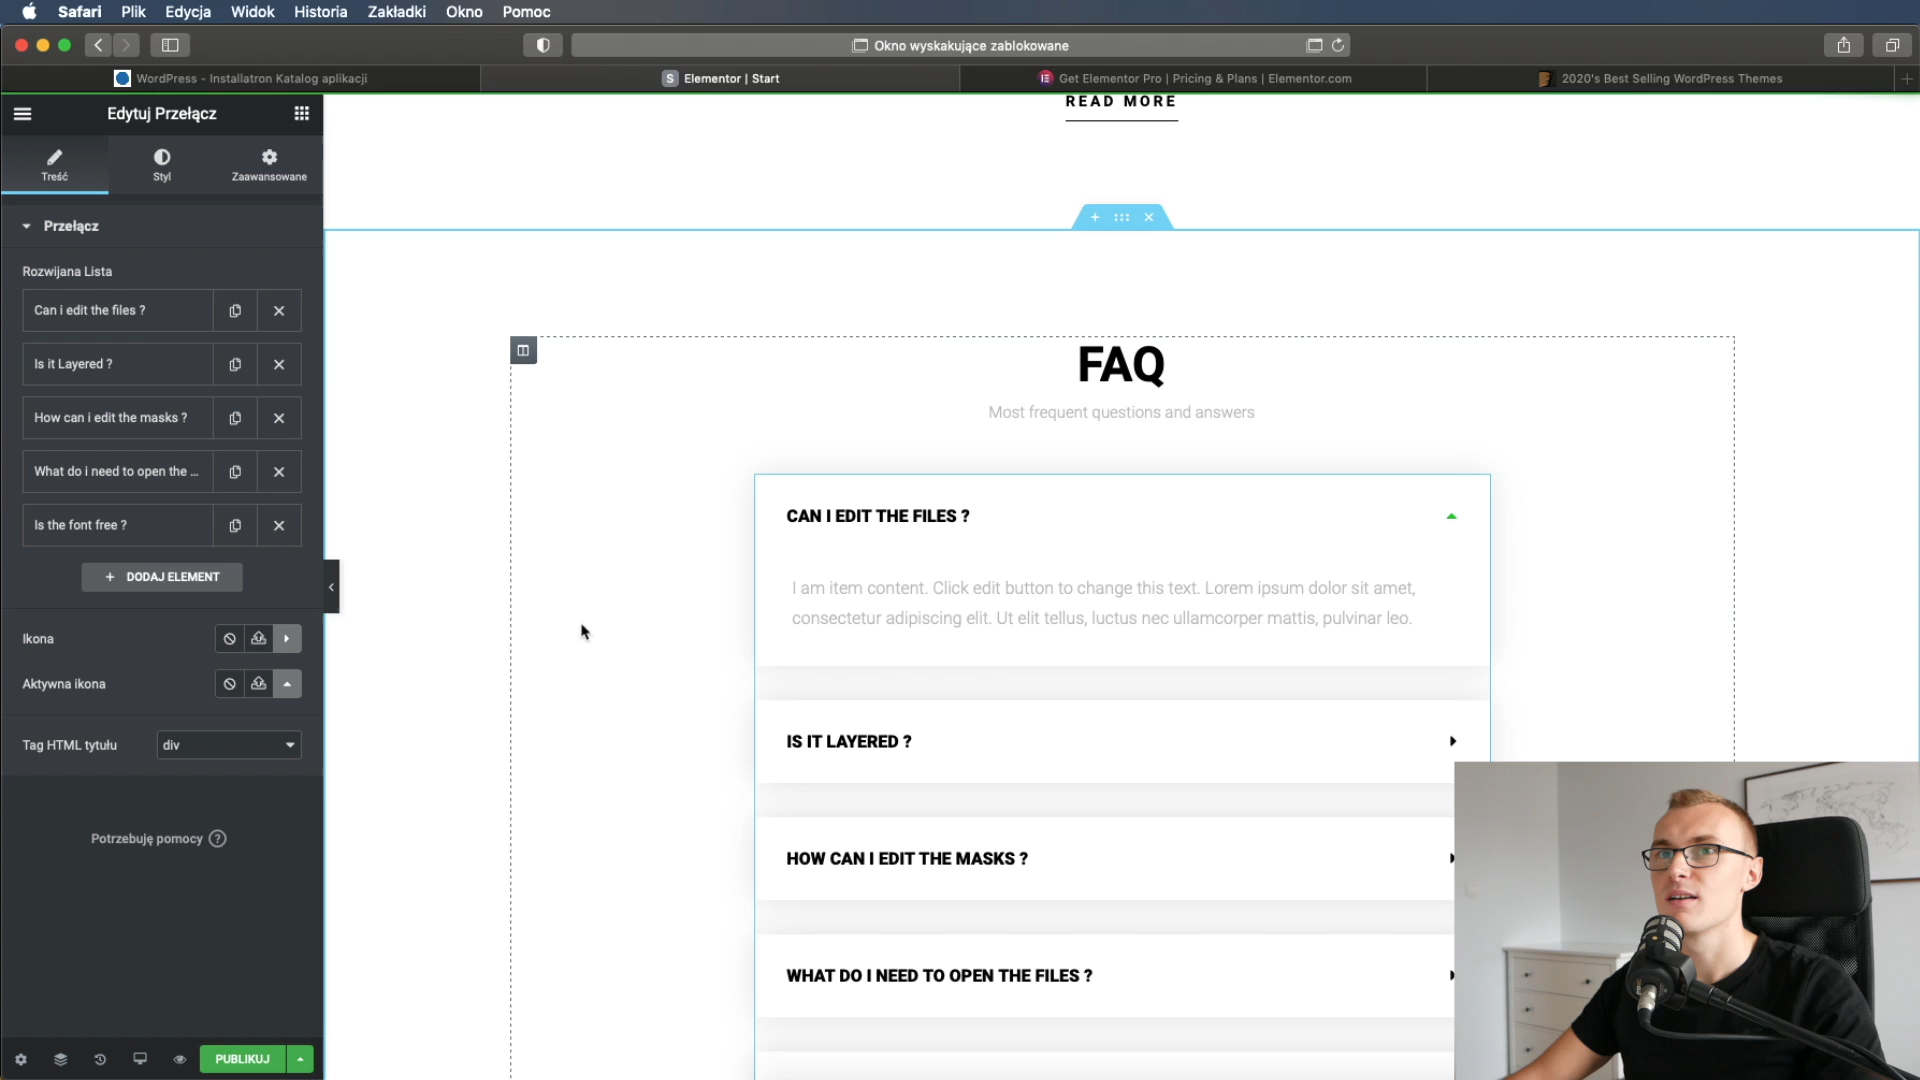 Safari Plik Edycja Widok Historia Zakładki Okno Pomoc
Okno wyskakujące zablokowane
WordPress - Installatron Katalog aplikacji
S Elementor | Start
Get Elementor Pro | Pricing & Plans | Elementor.com
2020's Best Selling WordPress Themes
Edytuj Przełącz
Treść
Styl
Zaawansowane
Przełącz
Rozwijana Lista
Can i edit the files ?
Is it Layered ?
How can i edit the masks ?
What do i need to open the ...
Is the font free ?
+ DODAJ ELEMENT
Ikona
Aktywna ikona
Tag HTML tytułu
div
Potrzebuję pomocy ?
PUBLIKUJ
READ MORE
FAQ
Most frequent questions and answers
CAN I EDIT THE FILES ?
I am item content. Click edit button to change this text. Lorem ipsum dolor sit amet,
consectetur adipiscing elit. Ut elit tellus, luctus nec ullamcorper mattis, pulvinar leo.
IS IT LAYERED ?
HOW CAN I EDIT THE MASKS ?
WHAT DO I NEED TO OPEN THE FILES ?